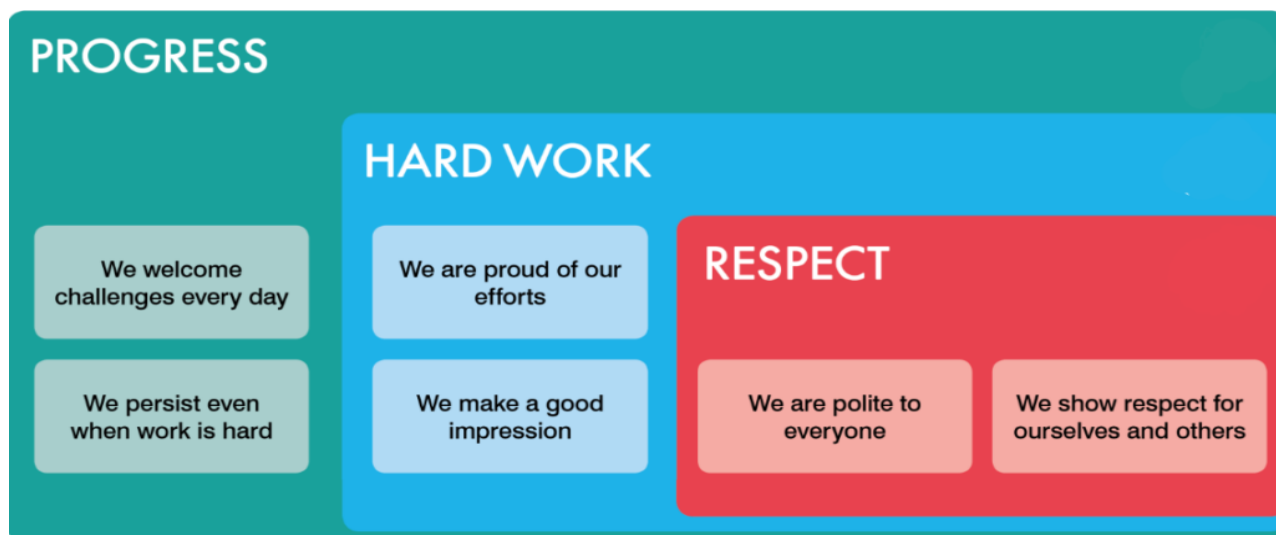 PROGRESS
HARD WORK
RESPECT
We welcome
challenges every day
We are proud of our
efforts
We persist even
when work is hard
We make a good
impression
We are polite to
everyone
We show respect for
ourselves and others